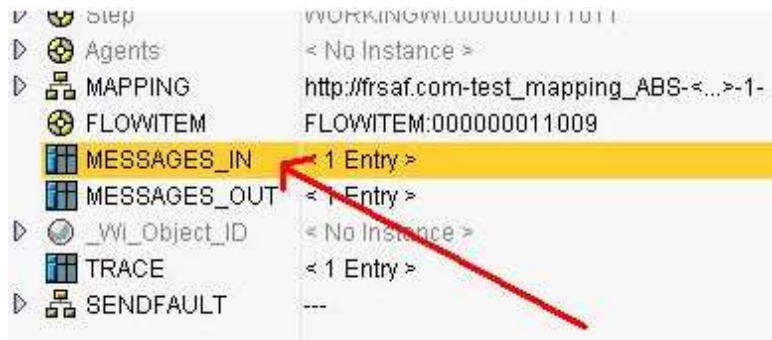 Step WORKINGWI:000000011011
Agents < No Instance >
MAPPING http://frsaf.com-test_mapping_ABS-<...>-1-
FLOWITEM FLOWITEM:000000011009
MESSAGES_IN < 1 Entry >
MESSAGES_OUT < 1 Entry >
_Wi_Object_ID < No Instance >
TRACE < 1 Entry >
SENDFAULT ---